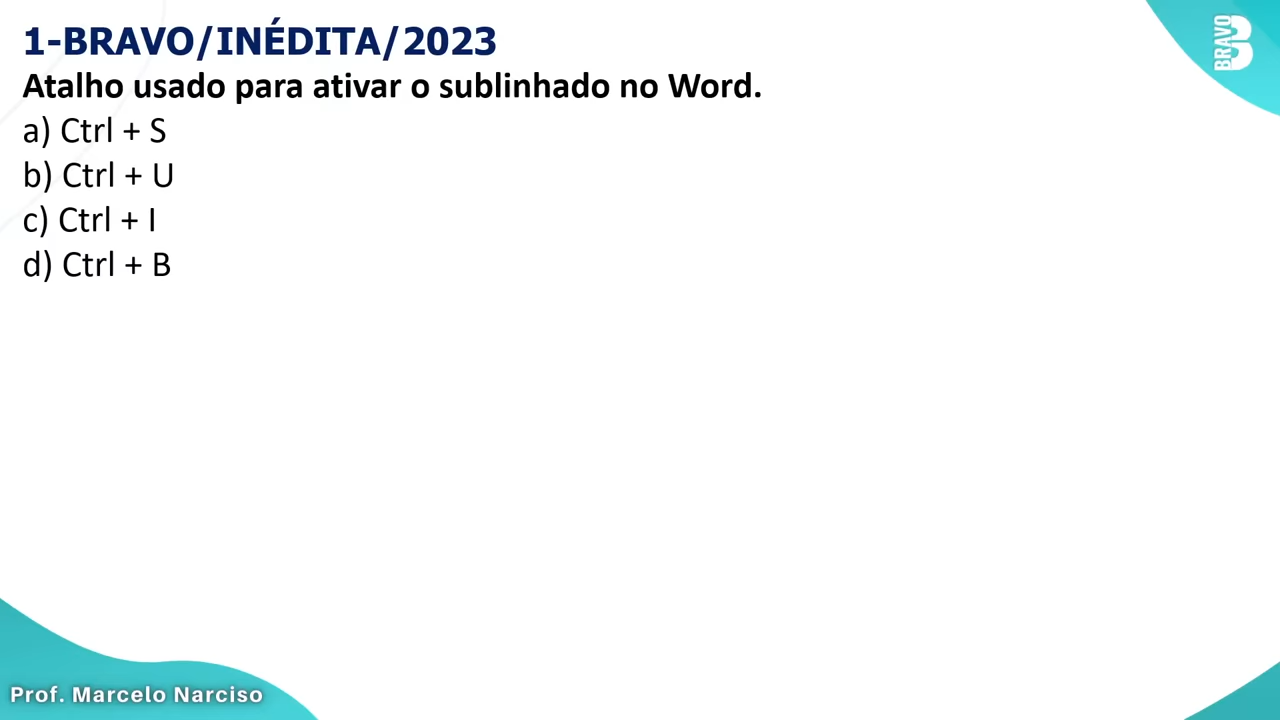 1-BRAVO/INÉDITA/2023
Atalho usado para ativar o sublinhado no Word.
a) Ctrl + S
b) Ctrl + U
c) Ctrl + I
d) Ctrl + B
BRAVO
Prof. Marcelo Narciso